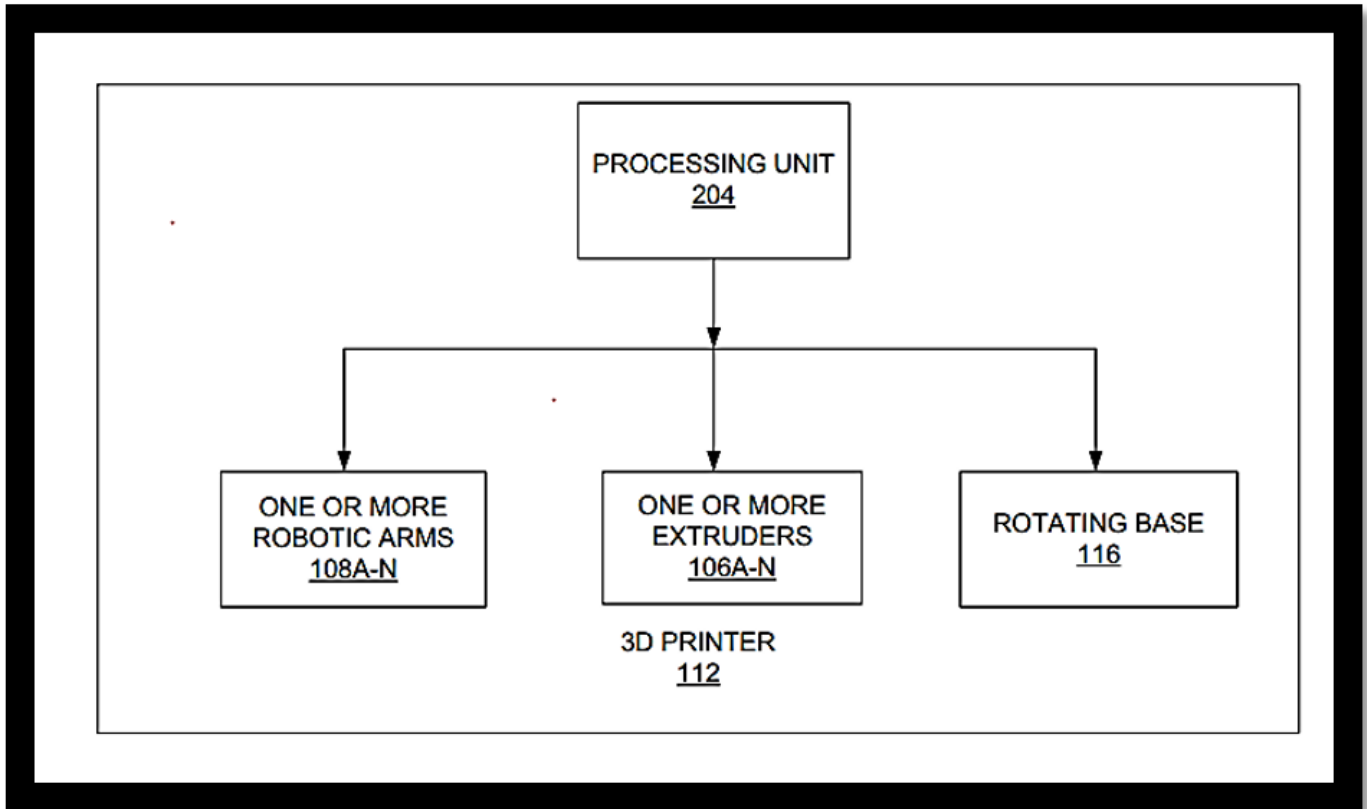 PROCESSING UNIT
204
ONE OR MORE
ROBOTIC ARMS
108A-N
ONE OR MORE
EXTRUDERS
106A-N
ROTATING BASE
116
3D PRINTER
112